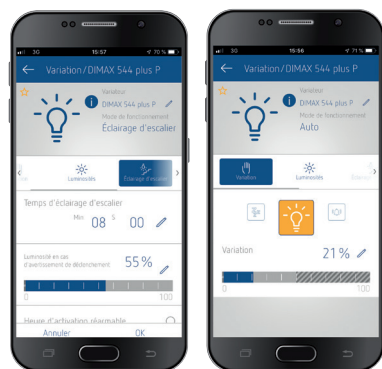 3G 15:57 70 %
Variation / DIMAX 544 plus P
Variateur
DIMAX 544 plus P
Mode de fonctionnement
Éclairage d'escalier
Luminosités
Éclairage d'escalier
Temps d'éclairage d'escalier
Min 08 S 00
Luminosité en cas
d'avertissement de déclenchement
55 %
0 100
Heure d'activation réarmable
Annuler OK
3G 15:56 71 %
Variation / DIMAX 544 plus P
Variateur
DIMAX 544 plus P
Mode de fonctionnement
Auto
Variation
Luminosités
Variation 21 %
0 100